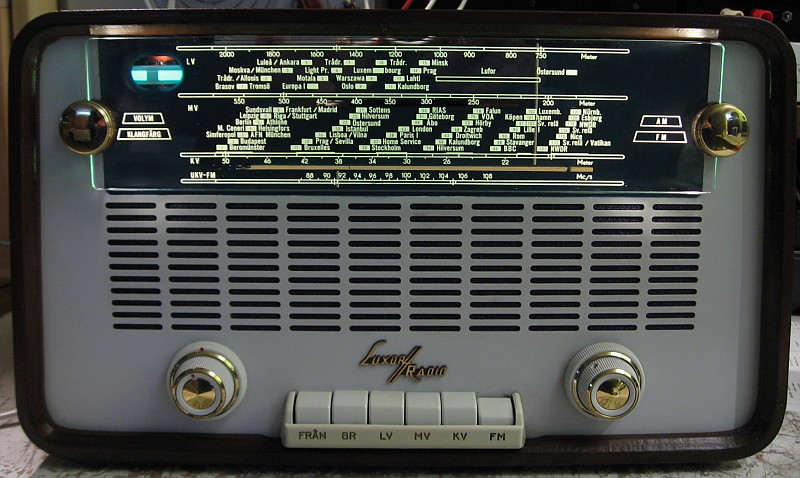 2000 1800 1600 1400 1200 1000 900 800 750 Meter
LV Luleå / Ankara Trådr. Trådr. Minsk
Moskva/München Light Pr. Luxembourg Prag Lufor Östersund
Trådr. / Allouis Motala Warszawa Lahti
Brasov Tromsö Europa I Oslo Kalundborg
550 500 450 400 350 300 250 200 Meter
MV Sundsvall Frankfurt/Madrid Sottens RIAS Falun Luxemb Nürnb.
VOLYM Leipzig Riga / Stuttgart Hilversum Göteborg VOA Köpenhamn Esbjerg AM
Berlin Athlone Östersund Åbo Hörby Sv. relä NWDR
KLANGFÄRG M. Ceneri Helsingfors Istanbul London Zagreb Lille Sv. relä FM
Simferopol AFN München Lisboa / Vilna Paris I Droitwich Rom Nice
Budapest Prag / Sevilla Home Service Kalundborg Stavanger Sv. relä / Vatikan
Beromünster Bruxelles Stockholm Hilversum BBC NWDR
KV 50 46 42 38 34 30 26 22 Meter
UKV-FM 88 90 92 94 96 98 100 102 104 106 108 Mc/s
Luxor Radio
FRÅN GR LV MV KV FM